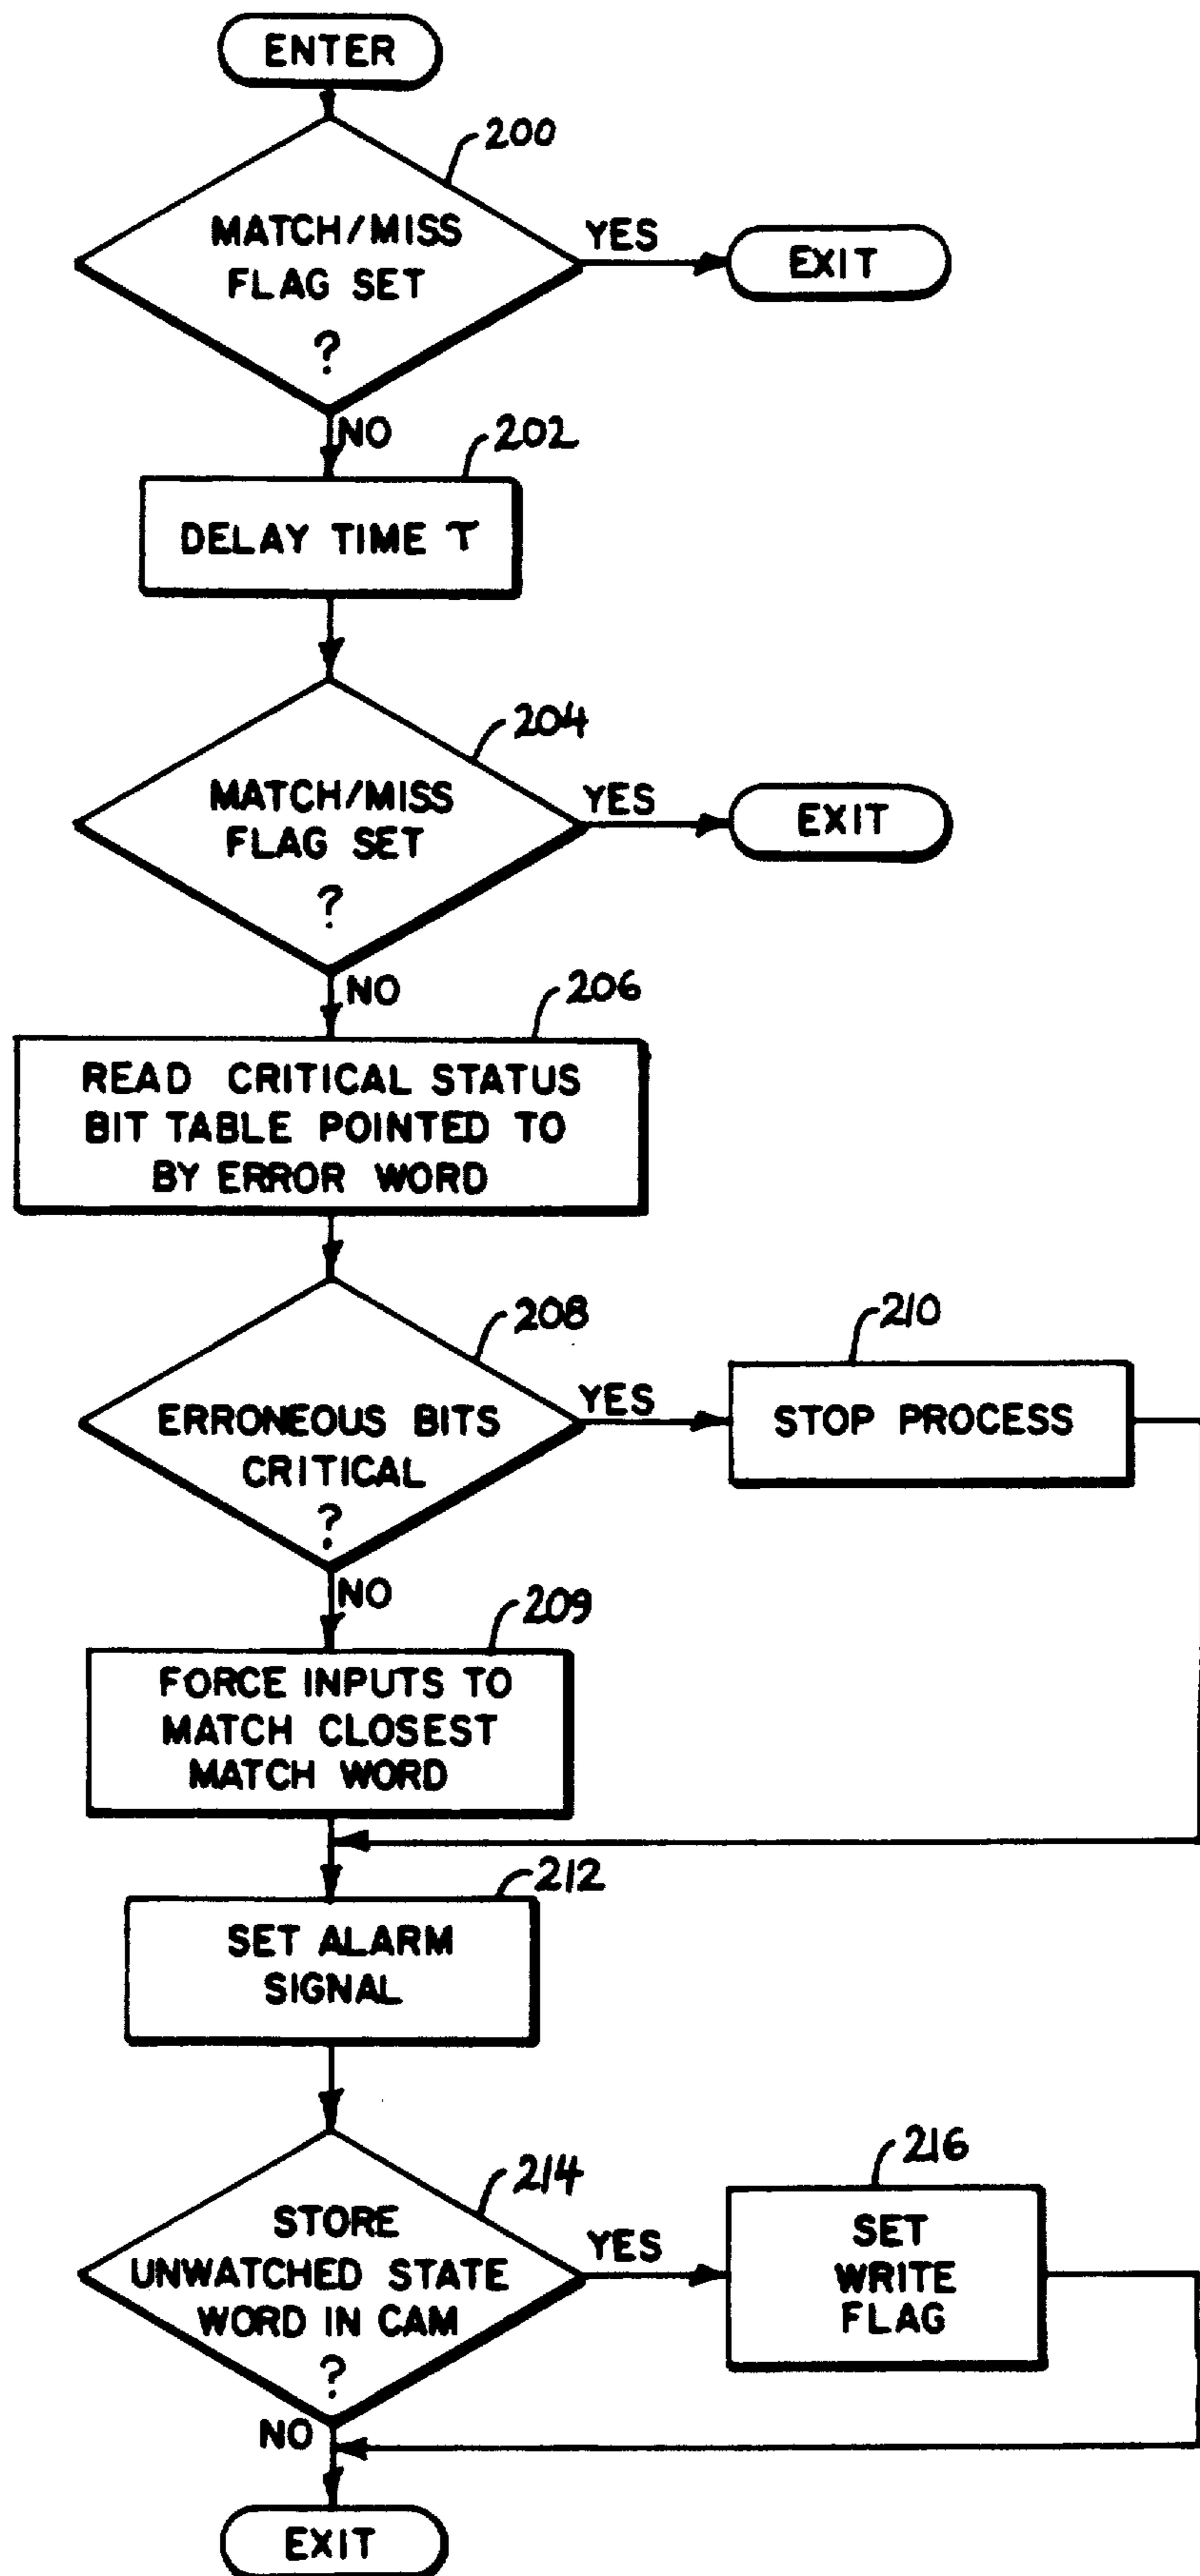 ENTER
200
MATCH/MISS
FLAG SET
?
YES
EXIT
NO
202
DELAY TIME τ
204
MATCH/MISS
FLAG SET
?
YES
EXIT
NO
206
READ CRITICAL STATUS
BIT TABLE POINTED TO
BY ERROR WORD
208
ERRONEOUS BITS
CRITICAL
?
YES
210
STOP PROCESS
NO
209
FORCE INPUTS TO
MATCH CLOSEST
MATCH WORD
212
SET ALARM
SIGNAL
214
STORE
UNWATCHED STATE
WORD IN CAM
?
YES
216
SET
WRITE
FLAG
NO
EXIT